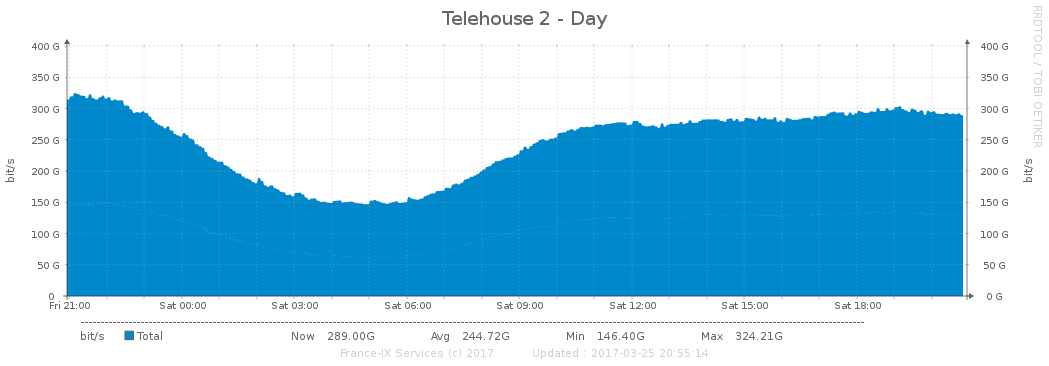 Telehouse 2 - Day
RRDTOOL / TOBI OETIKER
400 G 400 G
350 G 350 G
300 G 300 G
250 G 250 G
200 G 200 G
150 G 150 G
100 G 100 G
50 G 50 G
0 0 G
bit/s bit/s
Fri 21:00 Sat 00:00 Sat 03:00 Sat 06:00 Sat 09:00 Sat 12:00 Sat 15:00 Sat 18:00
bit/s Total Now 289.00G Avg 244.72G Min 146.40G Max 324.21G
France-IX Services (c) 2017 Updated : 2017-03-25 20:55:14